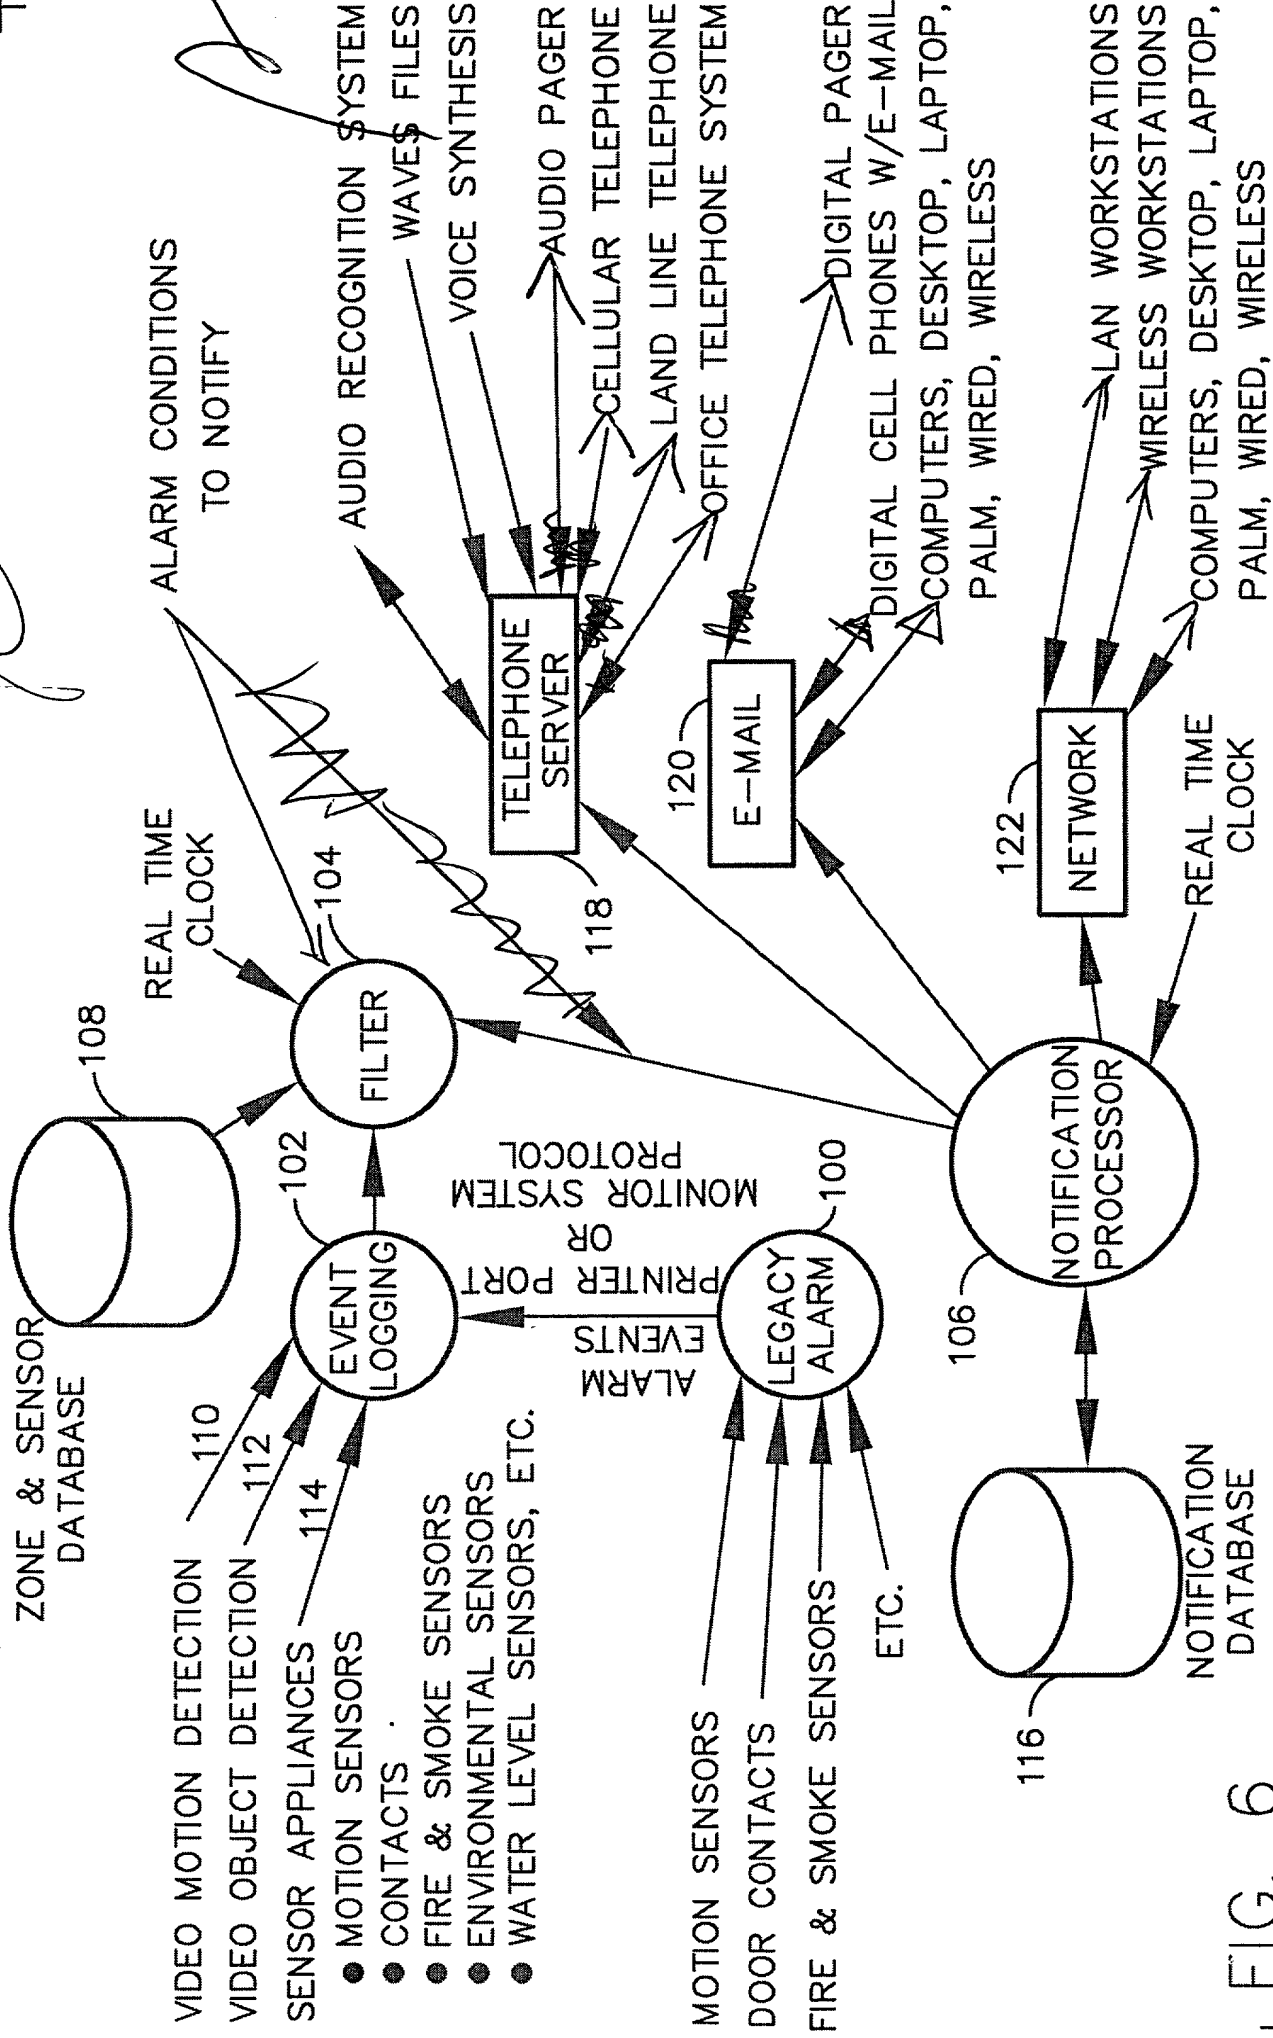 ZONE & SENSOR
DATABASE
108
REAL TIME
CLOCK
ALARM CONDITIONS
TO NOTIFY
VIDEO MOTION DETECTION
110
VIDEO OBJECT DETECTION
112
SENSOR APPLIANCES
114
• MOTION SENSORS
• CONTACTS
• FIRE & SMOKE SENSORS
• ENVIRONMENTAL SENSORS
• WATER LEVEL SENSORS, ETC.
EVENT
LOGGING
102
FILTER
104
AUDIO RECOGNITION SYSTEM
WAVES FILES
VOICE SYNTHESIS
TELEPHONE
SERVER
118
AUDIO PAGER
CELLULAR TELEPHONE
LAND LINE TELEPHONE
OFFICE TELEPHONE SYSTEM
ALARM
EVENTS
PRINTER PORT
OR
MONITOR SYSTEM
PROTOCOL
MOTION SENSORS
DOOR CONTACTS
FIRE & SMOKE SENSORS
ETC.
LEGACY
ALARM
100
E-MAIL
120
DIGITAL PAGER
DIGITAL CELL PHONES W/E-MAIL
COMPUTERS, DESKTOP, LAPTOP,
PALM, WIRED, WIRELESS
116
NOTIFICATION
DATABASE
106
NOTIFICATION
PROCESSOR
NETWORK
122
REAL TIME
CLOCK
LAN WORKSTATIONS
WIRELESS WORKSTATIONS
COMPUTERS, DESKTOP, LAPTOP,
PALM, WIRED, WIRELESS
FIG. 6